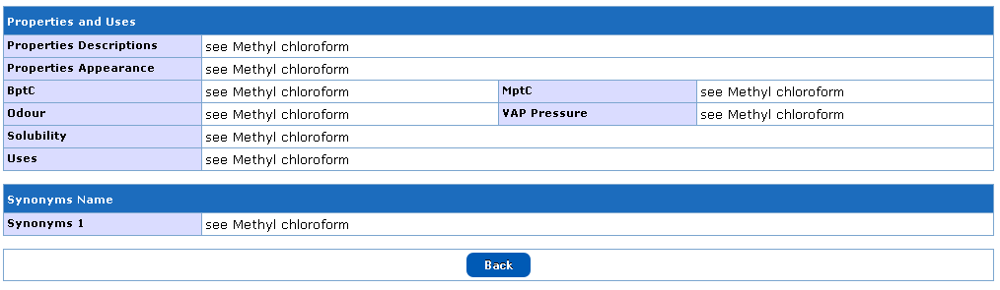 Properties and Uses
Properties Descriptions see Methyl chloroform
Properties Appearance see Methyl chloroform
BptC see Methyl chloroform MptC see Methyl chloroform
Odour see Methyl chloroform VAP Pressure see Methyl chloroform
Solubility see Methyl chloroform
Uses see Methyl chloroform
Synonyms Name
Synonyms 1 see Methyl chloroform
Back